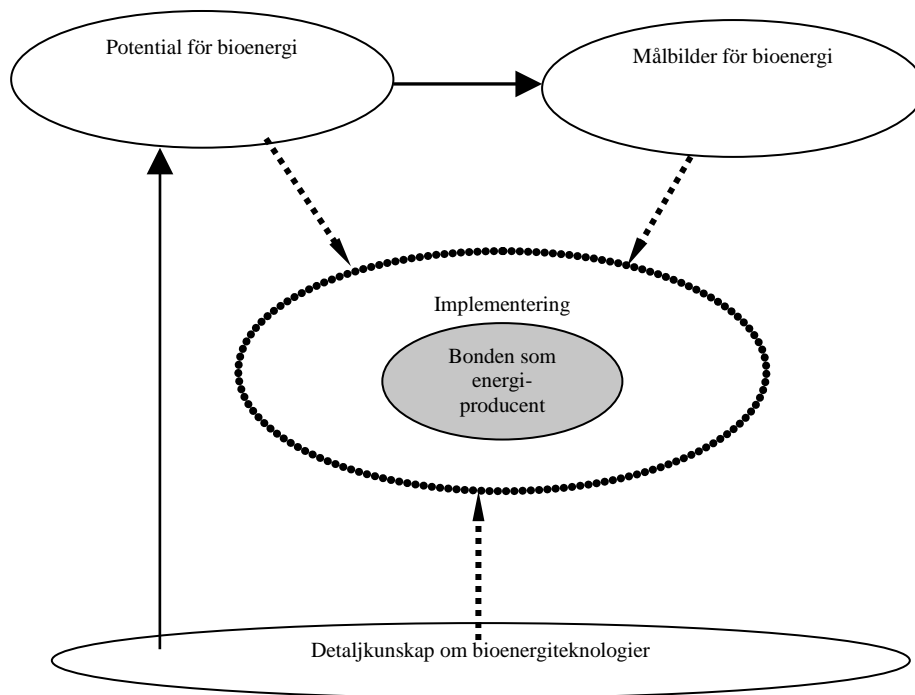 Potential för bioenergi
Målbilder för bioenergi
Implementering
Bonden som
energi-
producent
Detaljkunskap om bioenergiteknologier